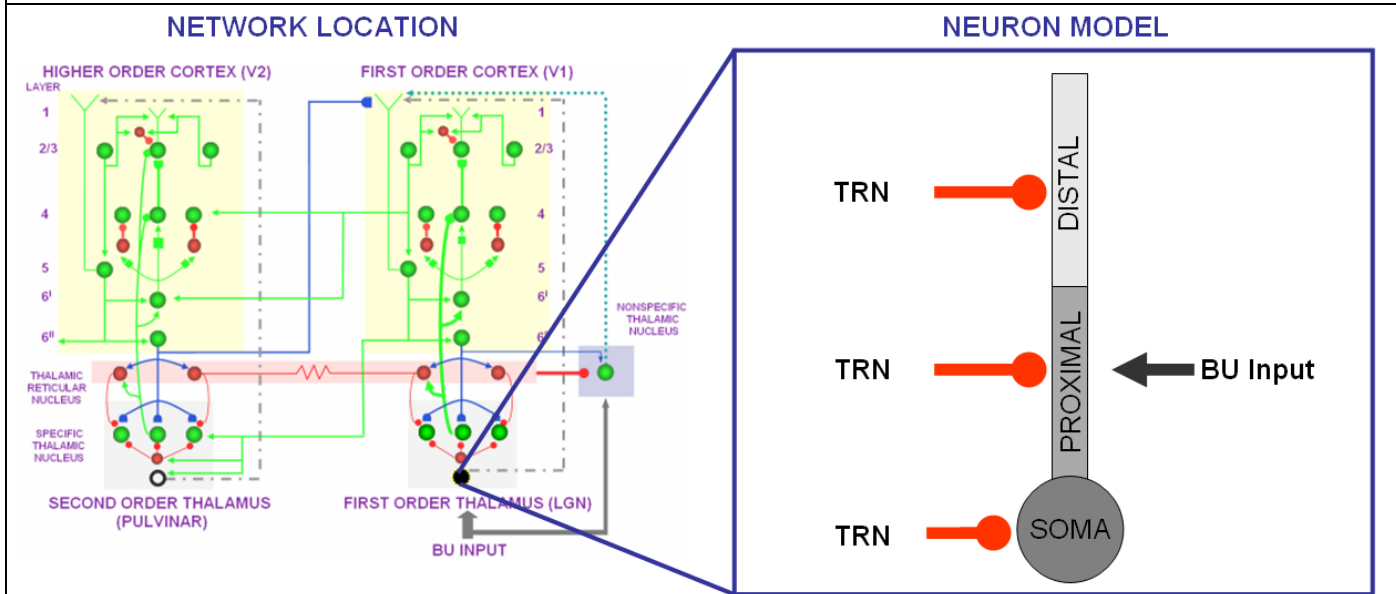 NETWORK LOCATION
NEURON MODEL
HIGHER ORDER CORTEX (V2)
FIRST ORDER CORTEX (V1)
LAYER
1
1
2/3
2/3
4
4
5
5
6ᴵ
6ᴵ
6ᴵᴵ
NONSPECIFIC
THALAMIC
NUCLEUS
THALAMIC
RETICULAR
NUCLEUS
SPECIFIC
THALAMIC
NUCLEUS
SECOND ORDER THALAMUS
(PULVINAR)
FIRST ORDER THALAMUS (LGN)
BU INPUT
TRN
DISTAL
TRN
PROXIMAL
BU Input
TRN
SOMA